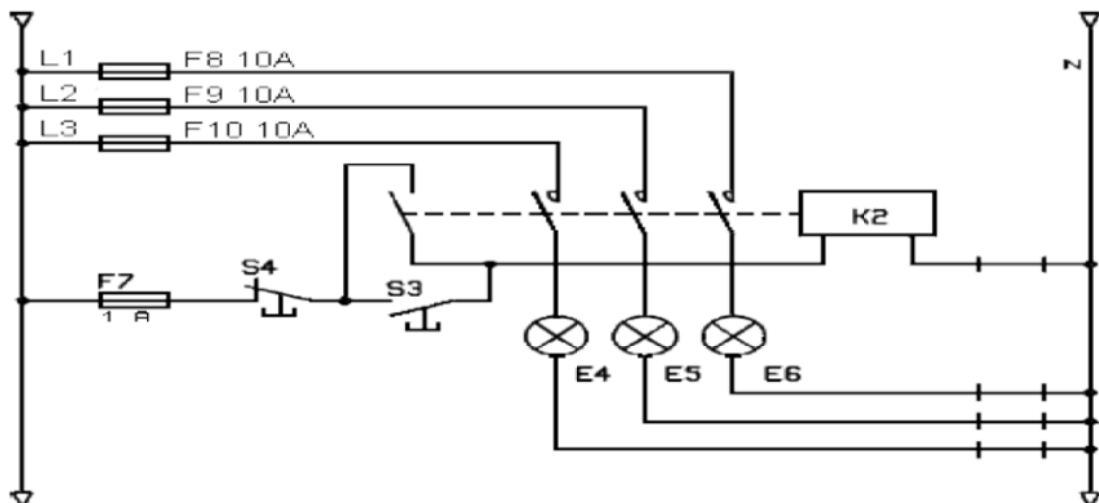 L1 F8 10A
L2 F9 10A
L3 F10 10A
N
K2
S4
F7
1 A
S3
E4 E5 E6